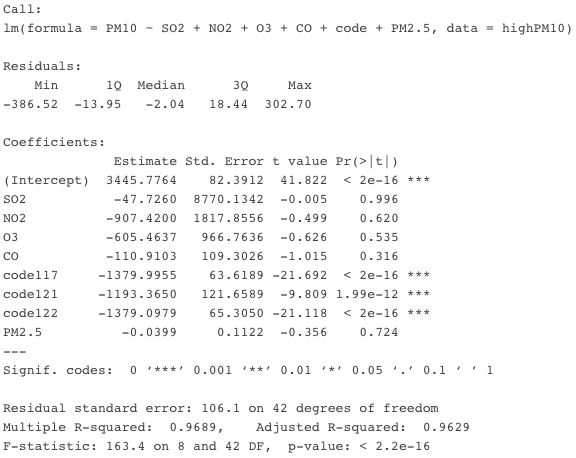 Call:
lm(formula = PM10 ~ SO2 + NO2 + O3 + CO + code + PM2.5, data = highPM10)
Residuals:
Min 1Q Median 3Q Max
-386.52 -13.95 -2.04 18.44 302.70
Coefficients:
Estimate Std. Error t value Pr(>|t|)
(Intercept) 3445.7764 82.3912 41.822 < 2e-16 ***
SO2 -47.7260 8770.1342 -0.005 0.996
NO2 -907.4200 1817.8556 -0.499 0.620
O3 -605.4637 966.7636 -0.626 0.535
CO -110.9103 109.3026 -1.015 0.316
code117 -1379.9955 63.6189 -21.692 < 2e-16 ***
code121 -1193.3650 121.6589 -9.809 1.99e-12 ***
code122 -1379.0979 65.3050 -21.118 < 2e-16 ***
PM2.5 -0.0399 0.1122 -0.356 0.724
---
Signif. codes: 0 ‘***’ 0.001 ‘**’ 0.01 ‘*’ 0.05 ‘.’ 0.1 ‘ ’ 1
Residual standard error: 106.1 on 42 degrees of freedom
Multiple R-squared: 0.9689, Adjusted R-squared: 0.9629
F-statistic: 163.4 on 8 and 42 DF, p-value: < 2.2e-16